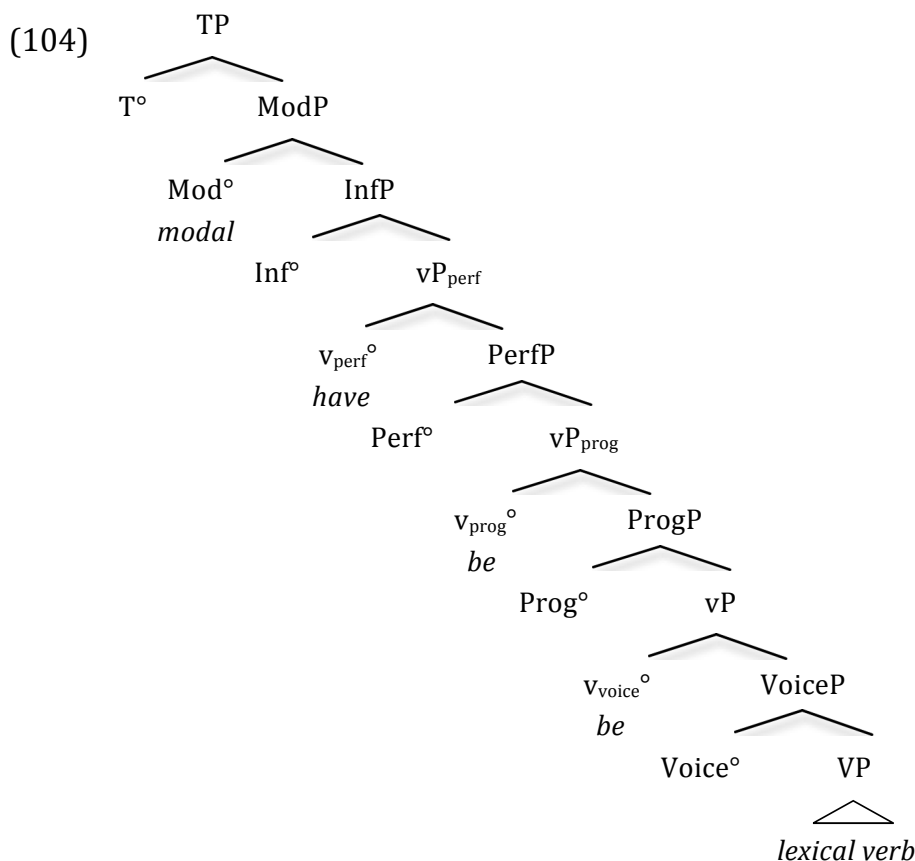 (104) TP
T° ModP
Mod° InfP
modal
Inf° vPperf
vperf° PerfP
have
Perf° vPprog
vprog° ProgP
be
Prog° vP
vvoice° VoiceP
be
Voice° VP
lexical verb